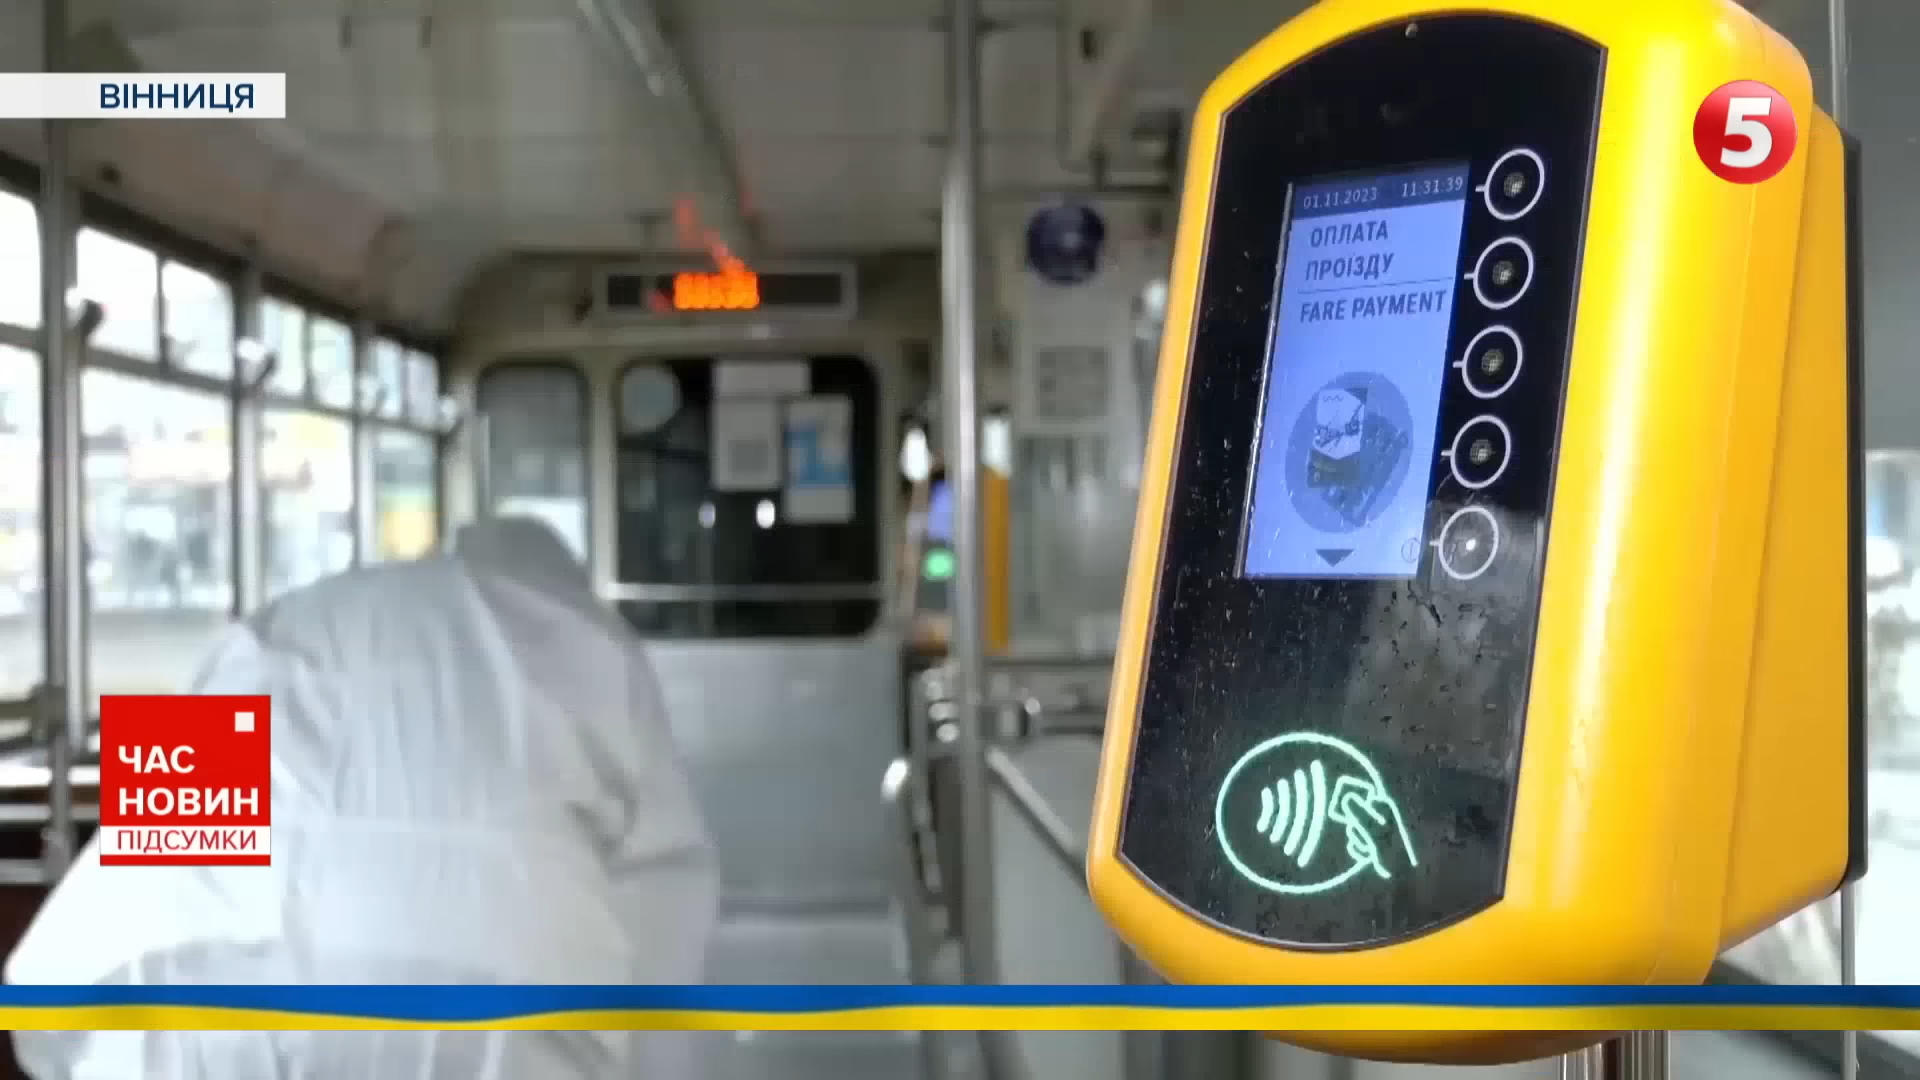 ВІННИЦЯ
5
01.11.2023 11:31:39
ОПЛАТА
ПРОЇЗДУ
FARE PAYMENT
ЧАС
НОВИН
ПІДСУМКИ